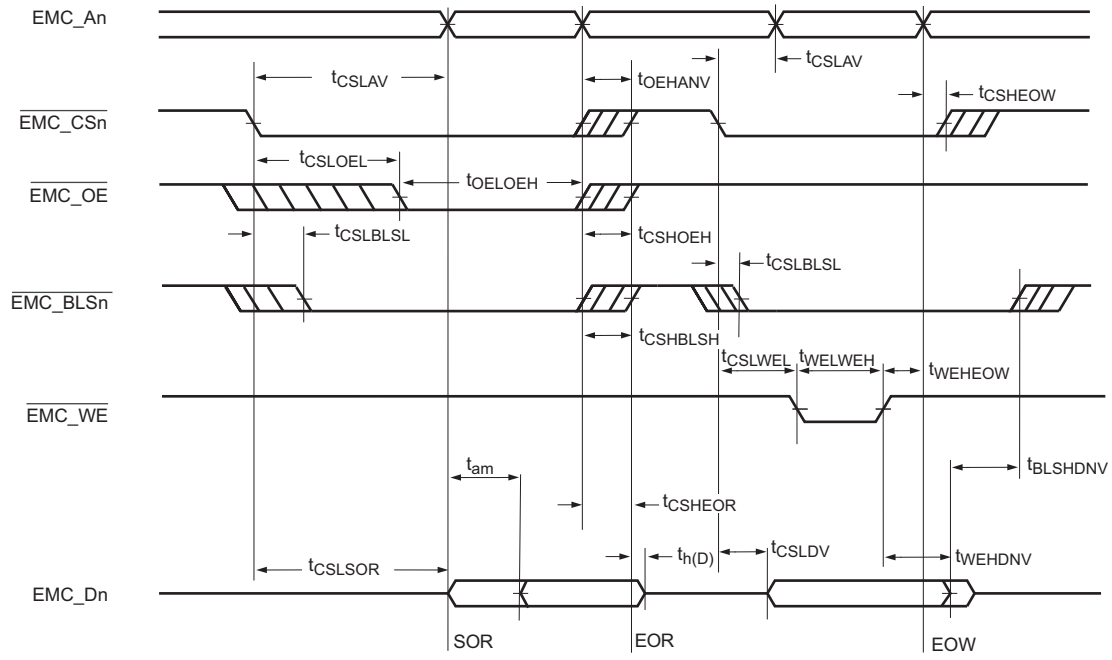 EMC_An
tCSLAV
tOEHANV
tCSLAV
tCSHEOW
EMC_CSn
tCSLOEL
tOELOEH
EMC_OE
tCSLBLSL
tCSHOEH
tCSLBLSL
EMC_BLSn
tCSHBLSH
tCSLWEL
tWELWEH
tWEHEOW
EMC_WE
tam
tBLSHDNV
tCSHEOR
tCSLSOR
th(D)
tCSLDV
tWEHDNV
EMC_Dn
SOR
EOR
EOW